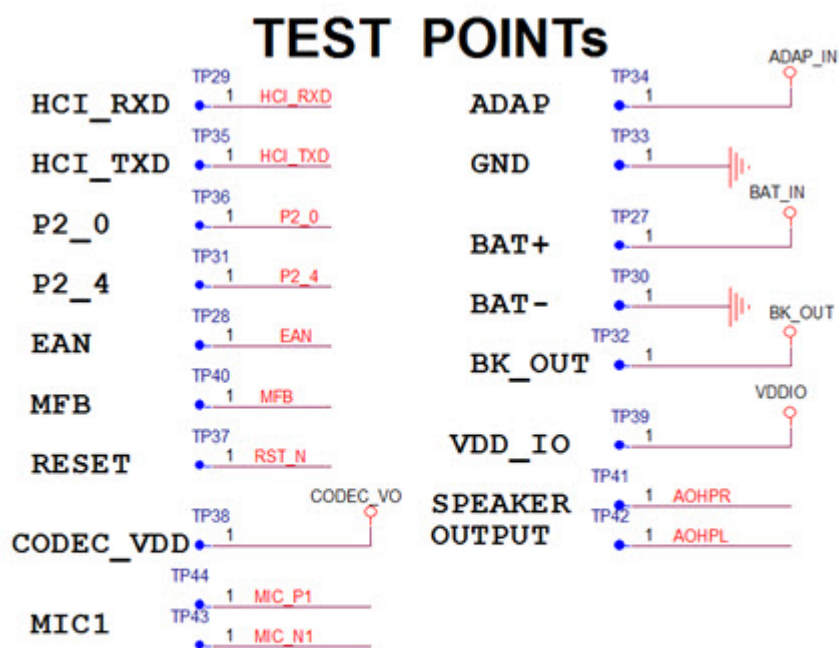 TEST POINTs
TP29
HCI_RXD 1 HCI_RXD
TP35
HCI_TXD 1 HCI_TXD
TP36
P2_0 1 P2_0
TP31
P2_4 1 P2_4
TP28
EAN 1 EAN
TP40
MFB 1 MFB
TP37
RESET 1 RST_N
CODEC_VO
TP38
CODEC_VDD 1
TP44
1 MIC_P1
MIC1
TP43
1 MIC_N1
ADAP_IN
TP34
ADAP 1
TP33
GND 1
BAT_IN
TP27
BAT+ 1
TP30
BAT- 1
BK_OUT
TP32
BK_OUT 1
VDDIO
TP39
VDD_IO 1
TP41
SPEAKER 1 AOHPR
TP42
OUTPUT 1 AOHPL